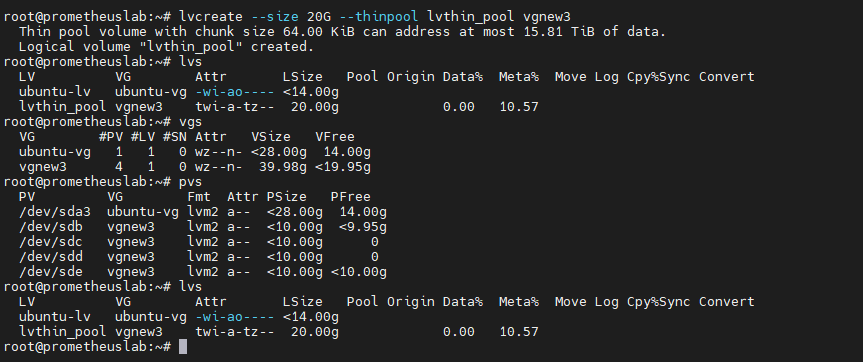 root@prometheuslab:~# lvcreate --size 20G --thinpool lvthin_pool vgnew3
  Thin pool volume with chunk size 64.00 KiB can address at most 15.81 TiB of data.
  Logical volume "lvthin_pool" created.
root@prometheuslab:~# lvs
  LV          VG        Attr       LSize   Pool Origin Data%  Meta%  Move Log Cpy%Sync Convert
  ubuntu-lv   ubuntu-vg -wi-ao---- <14.00g
  lvthin_pool vgnew3    twi-a-tz--  20.00g             0.00   10.57
root@prometheuslab:~# vgs
  VG        #PV #LV #SN Attr   VSize   VFree
  ubuntu-vg   1   1   0 wz--n- <28.00g  14.00g
  vgnew3      4   1   0 wz--n-  39.98g <19.95g
root@prometheuslab:~# pvs
  PV         VG        Fmt  Attr PSize   PFree
  /dev/sda3  ubuntu-vg lvm2 a--  <28.00g  14.00g
  /dev/sdb   vgnew3    lvm2 a--  <10.00g  <9.95g
  /dev/sdc   vgnew3    lvm2 a--  <10.00g      0
  /dev/sdd   vgnew3    lvm2 a--  <10.00g      0
  /dev/sde   vgnew3    lvm2 a--  <10.00g <10.00g
root@prometheuslab:~# lvs
  LV          VG        Attr       LSize   Pool Origin Data%  Meta%  Move Log Cpy%Sync Convert
  ubuntu-lv   ubuntu-vg -wi-ao---- <14.00g
  lvthin_pool vgnew3    twi-a-tz--  20.00g             0.00   10.57
root@prometheuslab:~#